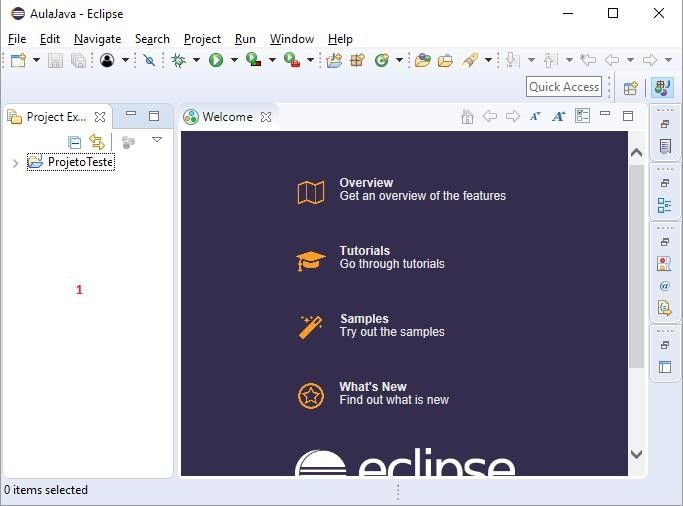 AulaJava - Eclipse
File Edit Navigate Search Project Run Window Help
Quick Access
Project Ex...
Welcome
ProjetoTeste
Overview
Get an overview of the features
Tutorials
Go through tutorials
1
Samples
Try out the samples
What's New
Find out what is new
eclipse
0 items selected